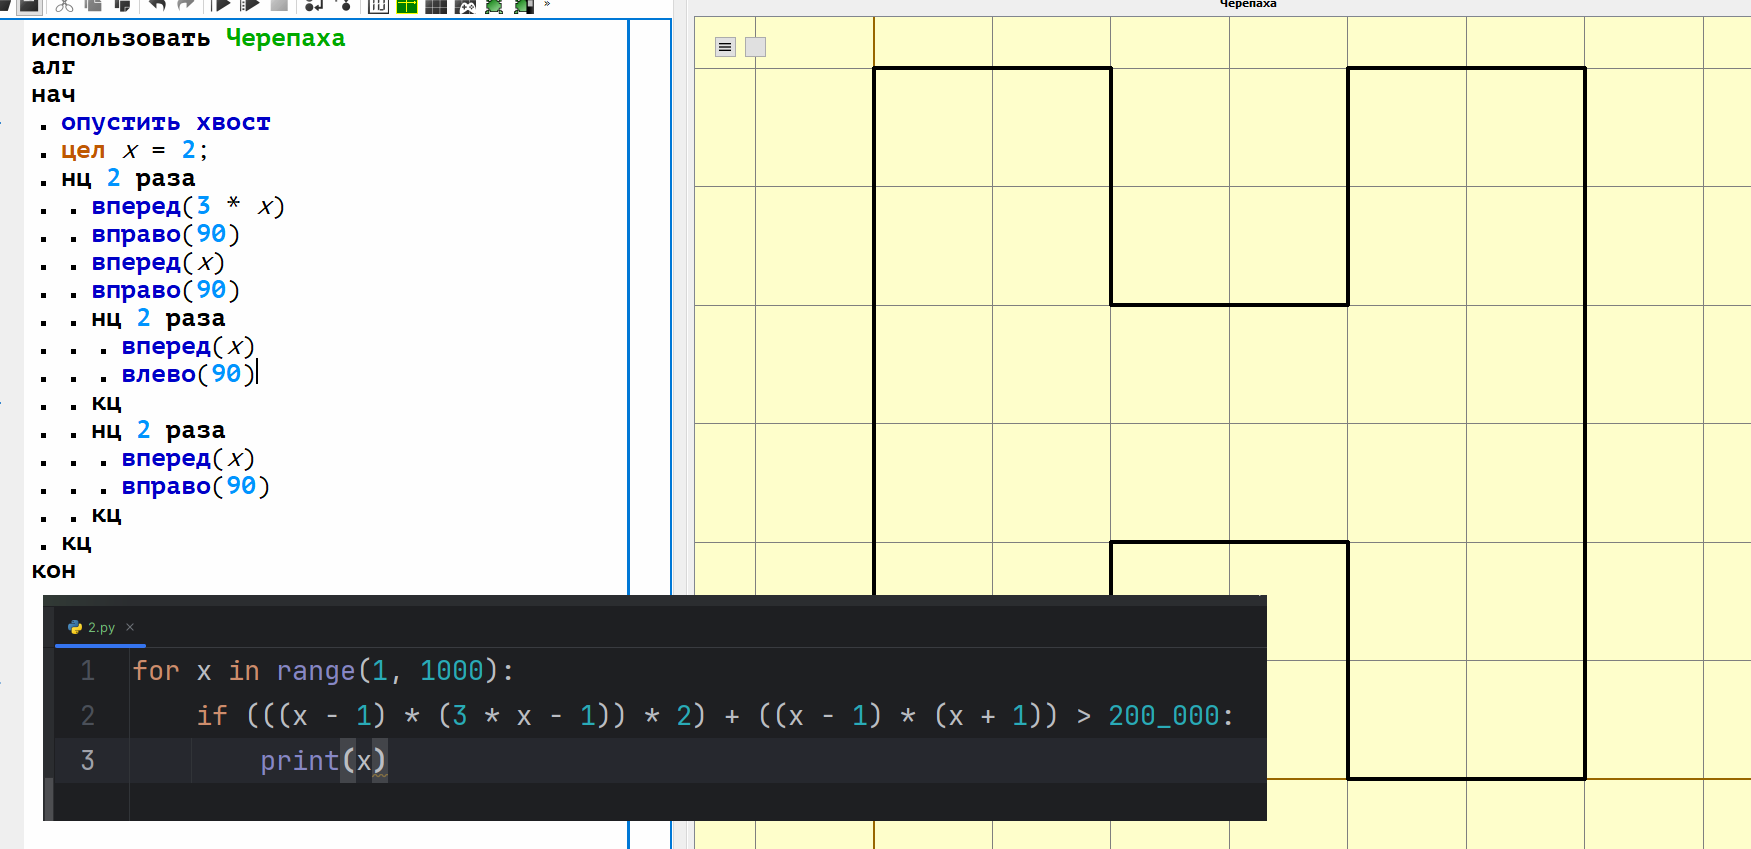 Черепаха
»
использовать Черепаха
алг
нач
. опустить хвост
. цел x = 2;
. нц 2 раза
. . вперед(3 * x)
. . вправо(90)
. . вперед(x)
. . вправо(90)
. . нц 2 раза
. . . вперед(x)
. . . влево(90)
. . кц
. . нц 2 раза
. . . вперед(x)
. . . вправо(90)
. . кц
. кц
кон
2.py ×
1 for x in range(1, 1000):
2 if (((x - 1) * (3 * x - 1)) * 2) + ((x - 1) * (x + 1)) > 200_000:
3 print(x)